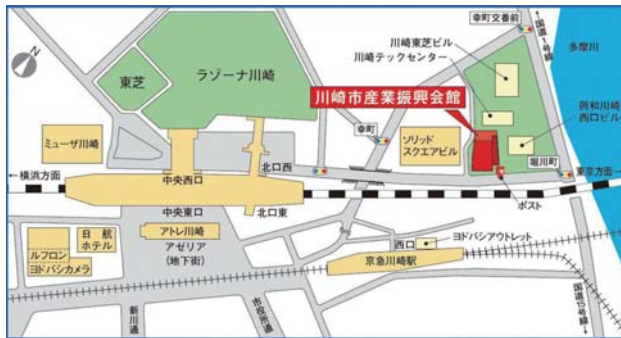 幸町交番前
国道1号線
多摩川
川崎東芝ビル
川崎テックセンター
N
東芝
ラゾーナ川崎
川崎市産業振興会館
興和川崎
西口ビル
幸町
ソリッド
スクエアビル
ミューザ川崎
堀川町
北口西
←横浜方面
中央西口
東京方面→
ポスト
中央東口
北口東
日航
ホテル
アトレ川崎
アゼリア
(地下街)
西口
ヨドバシアウトレット
ルフロン
ヨドバシカメラ
京急川崎駅
新川通
市役所通
国道15号線